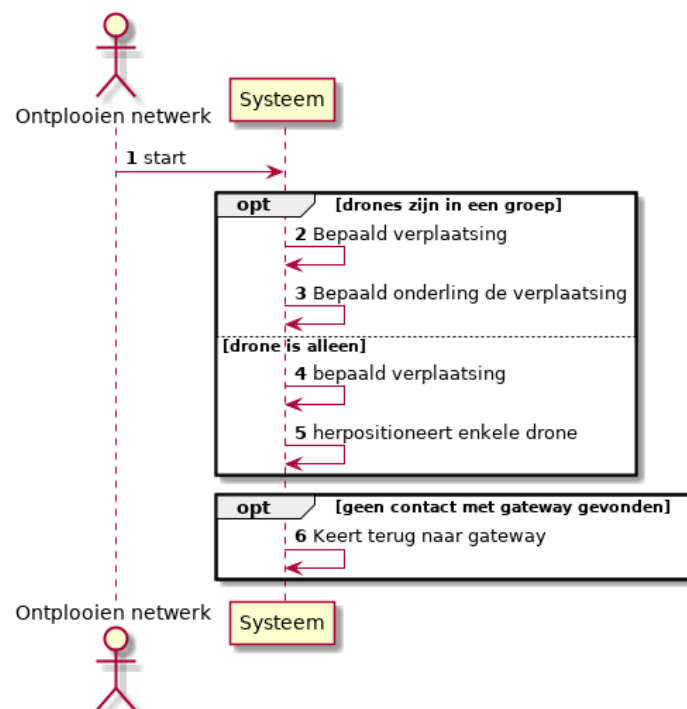 Ontplooien netwerk
Systeem
1 start
opt [drones zijn in een groep]
2 Bepaald verplaatsing
3 Bepaald onderling de verplaatsing
[drone is alleen]
4 bepaald verplaatsing
5 herpositioneert enkele drone
opt [geen contact met gateway gevonden]
6 Keert terug naar gateway
Ontplooien netwerk
Systeem